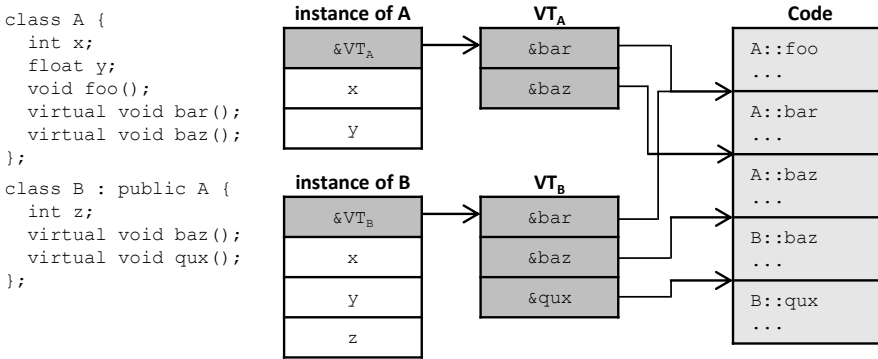 class A {
int x;
float y;
void foo();
virtual void bar();
virtual void baz();
};
class B : public A {
int z;
virtual void baz();
virtual void qux();
};
instance of A
&VT_A
x
y
instance of B
&VT_B
x
y
z
VT_A
&bar
&baz
VT_B
&bar
&baz
&qux
Code
A::foo
...
A::bar
...
A::baz
...
B::baz
...
B::qux
...